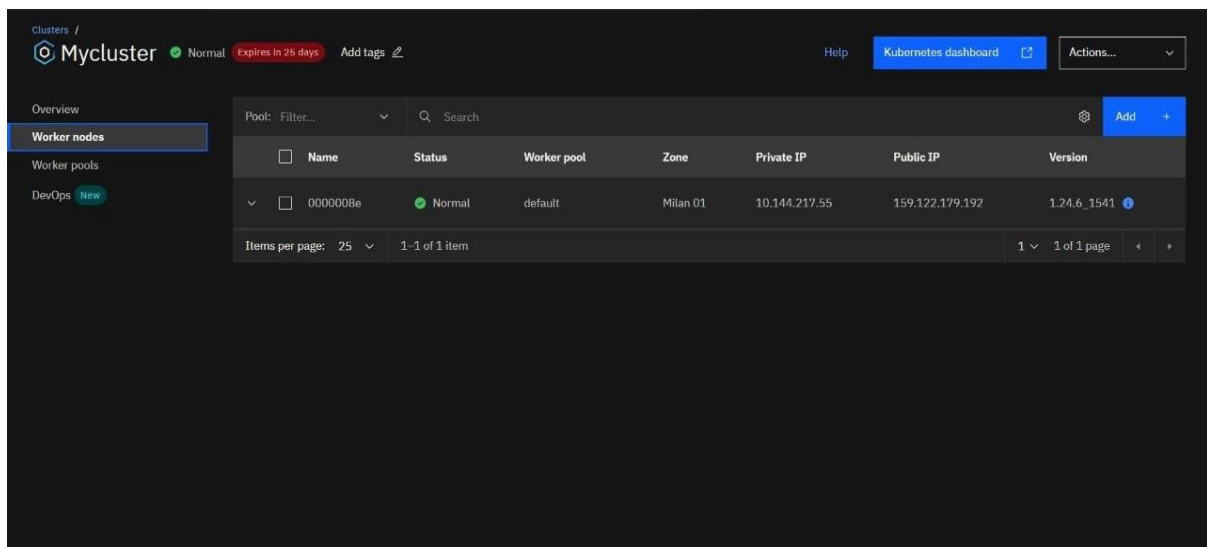 Clusters /
Mycluster Normal Expires in 25 days Add tags Help Kubernetes dashboard Actions...
Overview
Worker nodes
Worker pools
DevOps New
Pool: Filter... Search Add +
Name Status Worker pool Zone Private IP Public IP Version
0000008e Normal default Milan 01 10.144.217.55 159.122.179.192 1.24.6_1541
Items per page: 25 1–1 of 1 item 1 1 of 1 page